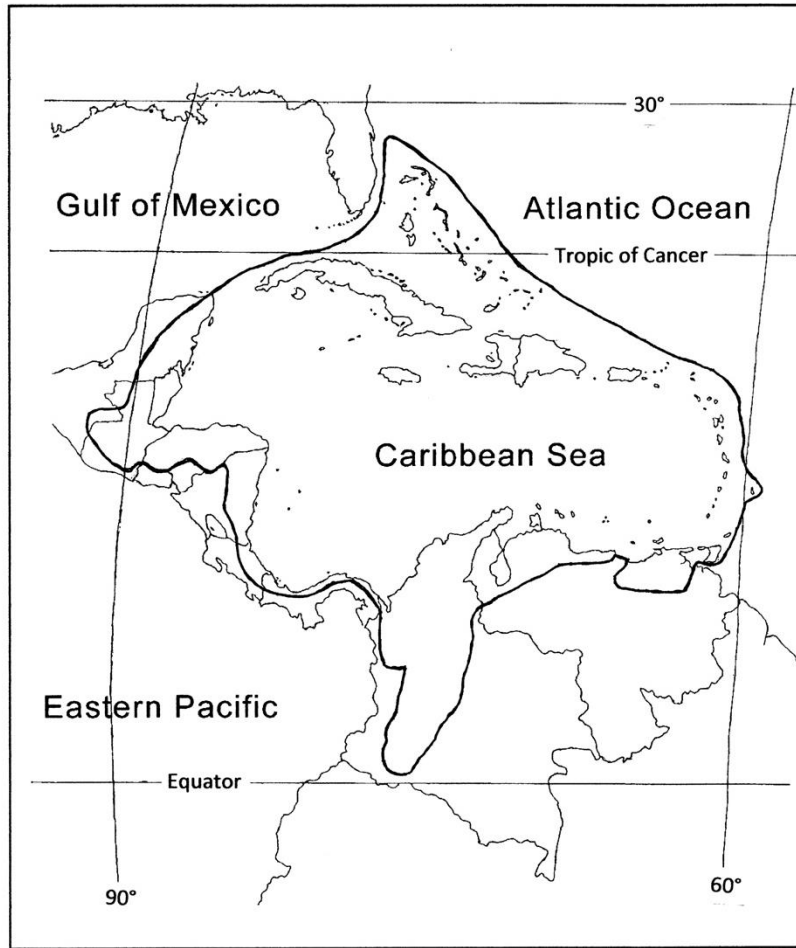 30°
Gulf of Mexico
Atlantic Ocean
Tropic of Cancer
Caribbean Sea
Eastern Pacific
Equator
90°
60°